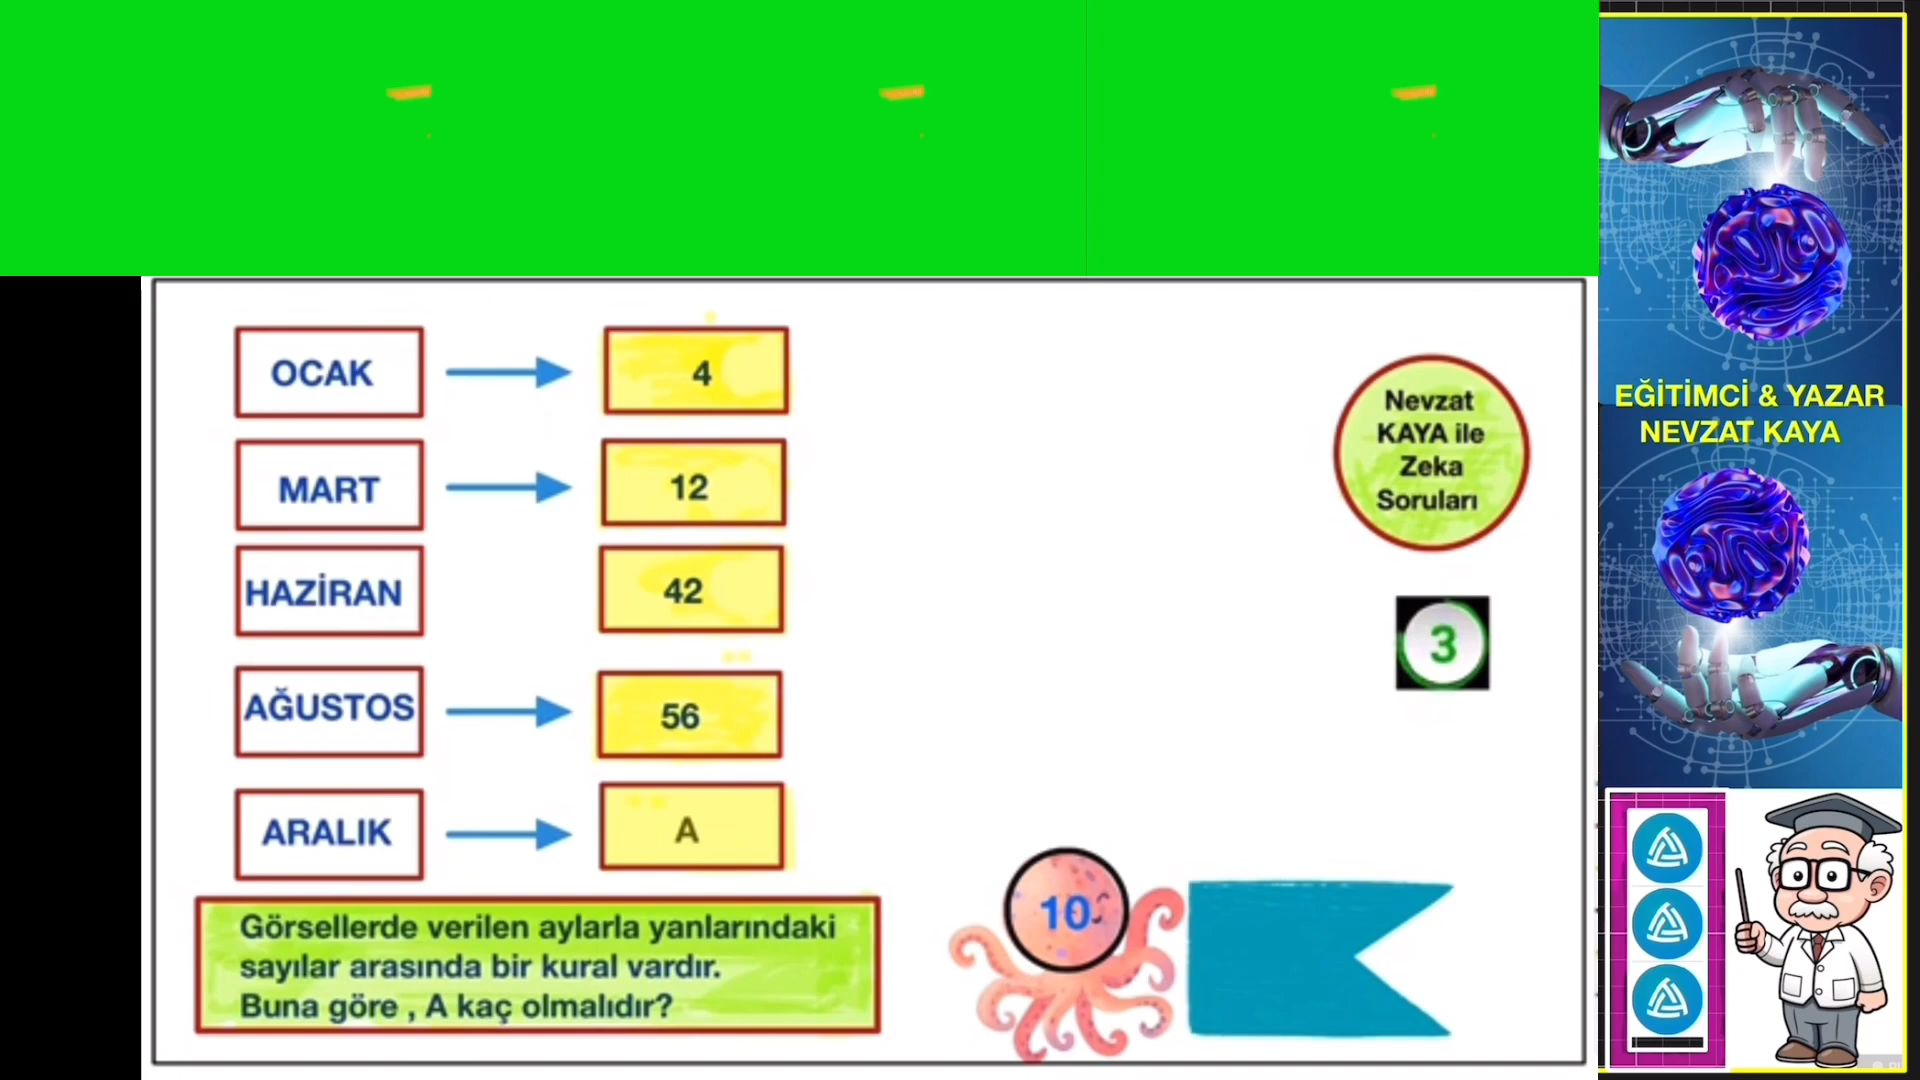 OCAK
4
MART
12
HAZİRAN
42
AĞUSTOS
56
ARALIK
A
Görsellerde verilen aylarla yanlarındaki
sayılar arasında bir kural vardır.
Buna göre , A kaç olmalıdır?
Nevzat
KAYA ile
Zeka
Soruları
3
10
EĞİTİMCİ & YAZAR
NEVZAT KAYA